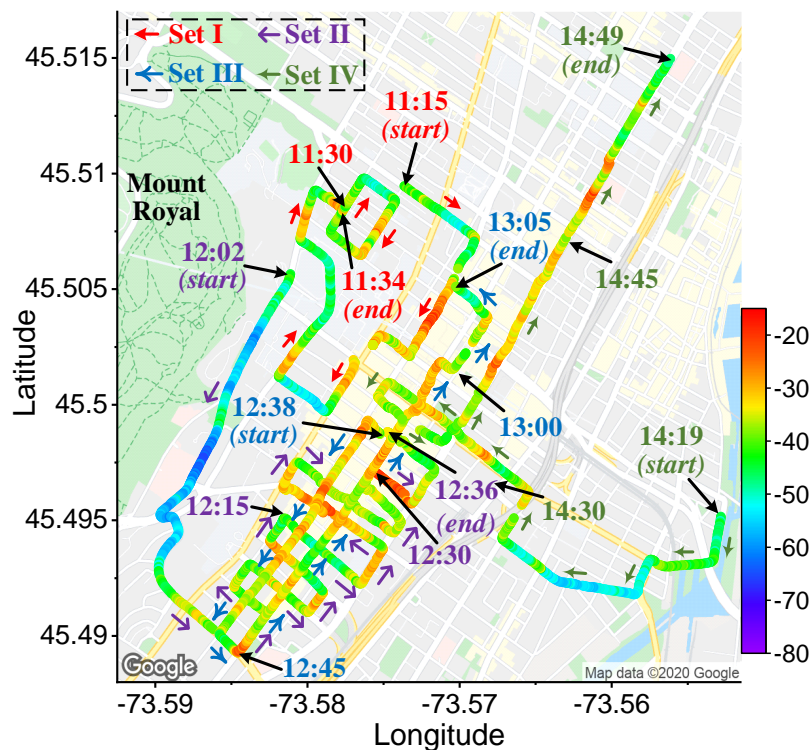 Set I
Set II
Set III
Set IV
45.515
45.51
45.505
45.5
45.495
45.49
Latitude
14:49
(end)
11:15
(start)
11:30
Mount
Royal
13:05
(end)
12:02
(start)
11:34
(end)
14:45
12:38
(start)
13:00
14:19
(start)
12:15
12:36
(end)
14:30
12:30
12:45
Google
Map data ©2020 Google
-20
-30
-40
-50
-60
-70
-80
-73.59
-73.58
-73.57
-73.56
Longitude